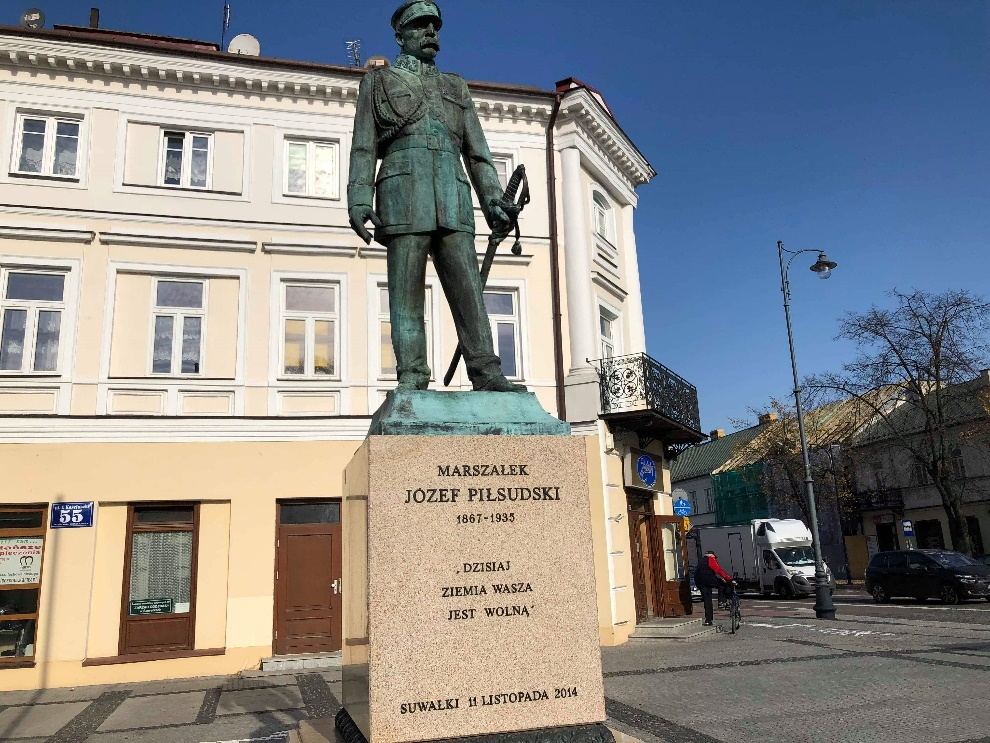 MARSZAŁEK
JÓZEF PIŁSUDSKI
1867-1935
„DZISIAJ
ZIEMIA WASZA
JEST WOLNĄ”
SUWAŁKI 11 LISTOPADA 2014
55